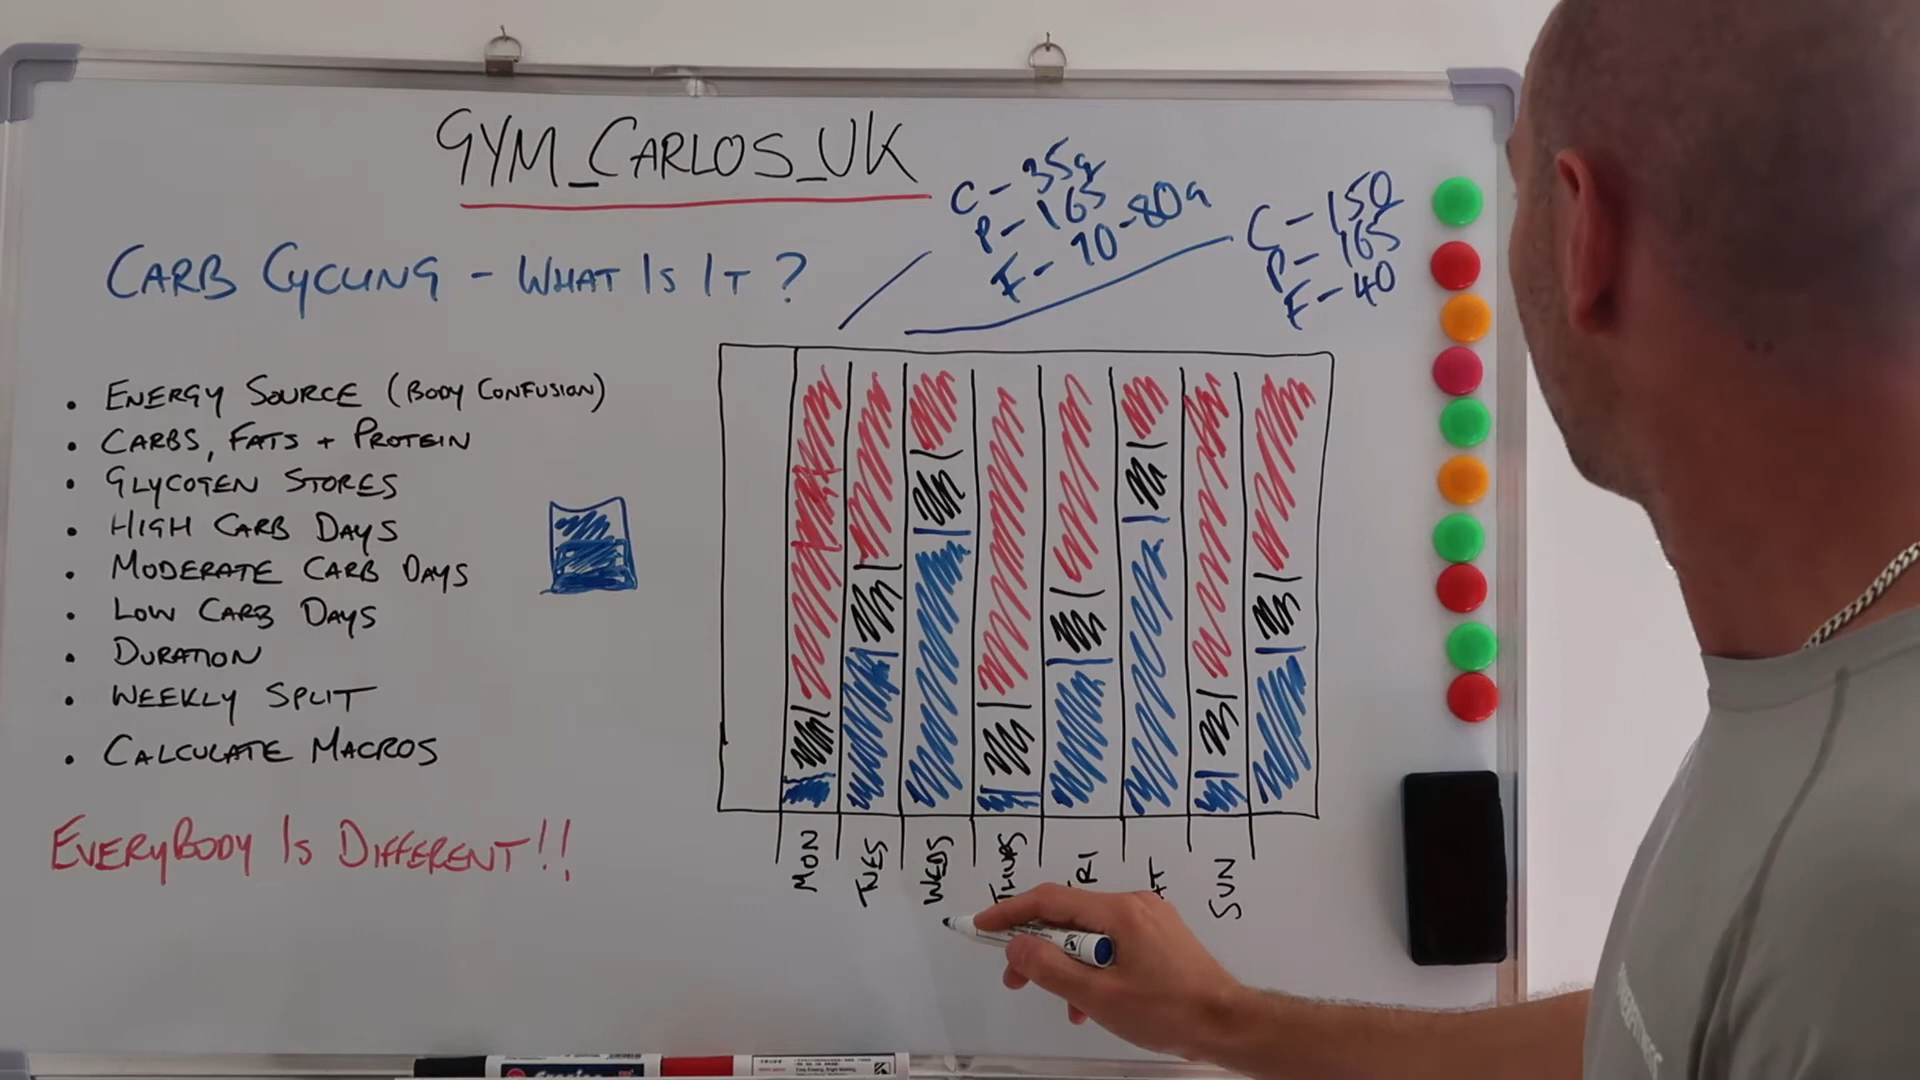 GYM_CARLOS_UK
C - 35g
P - 165
F - 70-80g
C - 150
P - 165
F - 40
CARB CYCLING - WHAT IS IT?
• ENERGY SOURCE (BODY CONFUSION)
• CARBS, FATS + PROTEIN
• GLYCOGEN STORES
• HIGH CARB DAYS
• MODERATE CARB DAYS
• LOW CARB DAYS
• DURATION
• WEEKLY SPLIT
• CALCULATE MACROS
EVERYBODY IS DIFFERENT!!
MON
TUES
WEDS
THURS
SUN